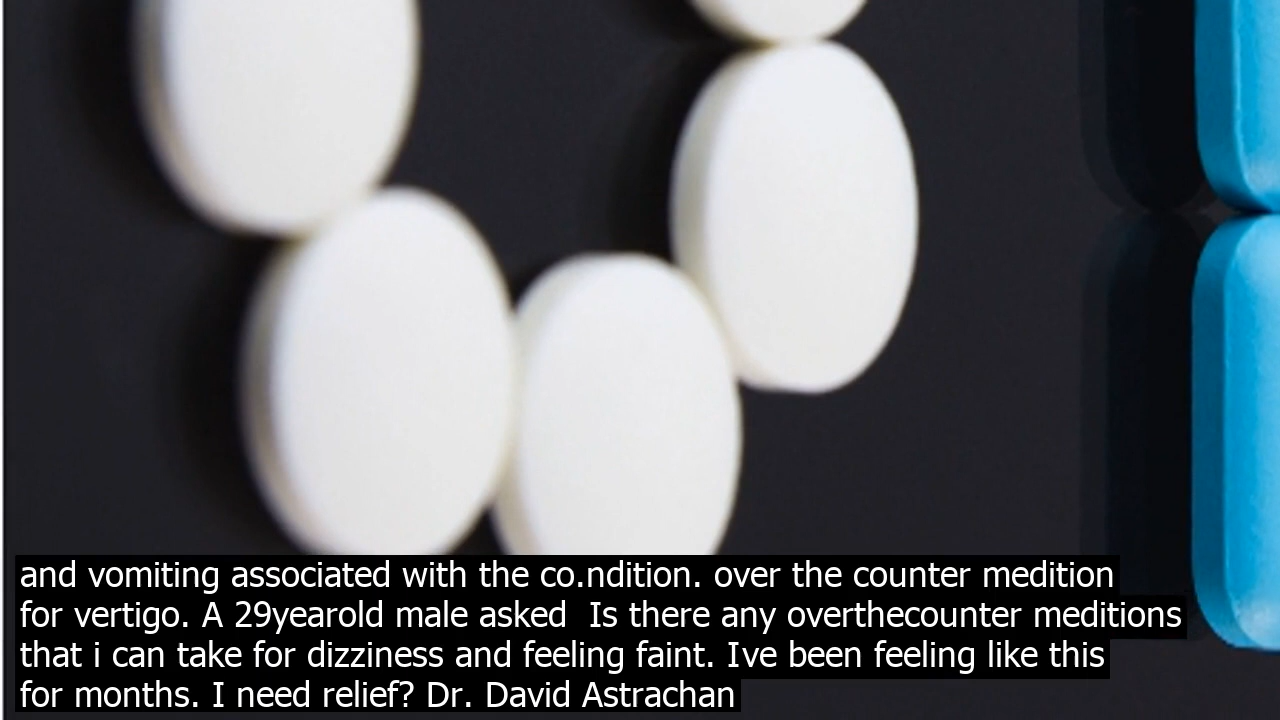 and vomiting associated with the co.ndition. over the counter medition
for vertigo. A 29yearold male asked  Is there any overthecounter meditions
that i can take for dizziness and feeling faint. Ive been feeling like this
for months. I need relief? Dr. David Astrachan